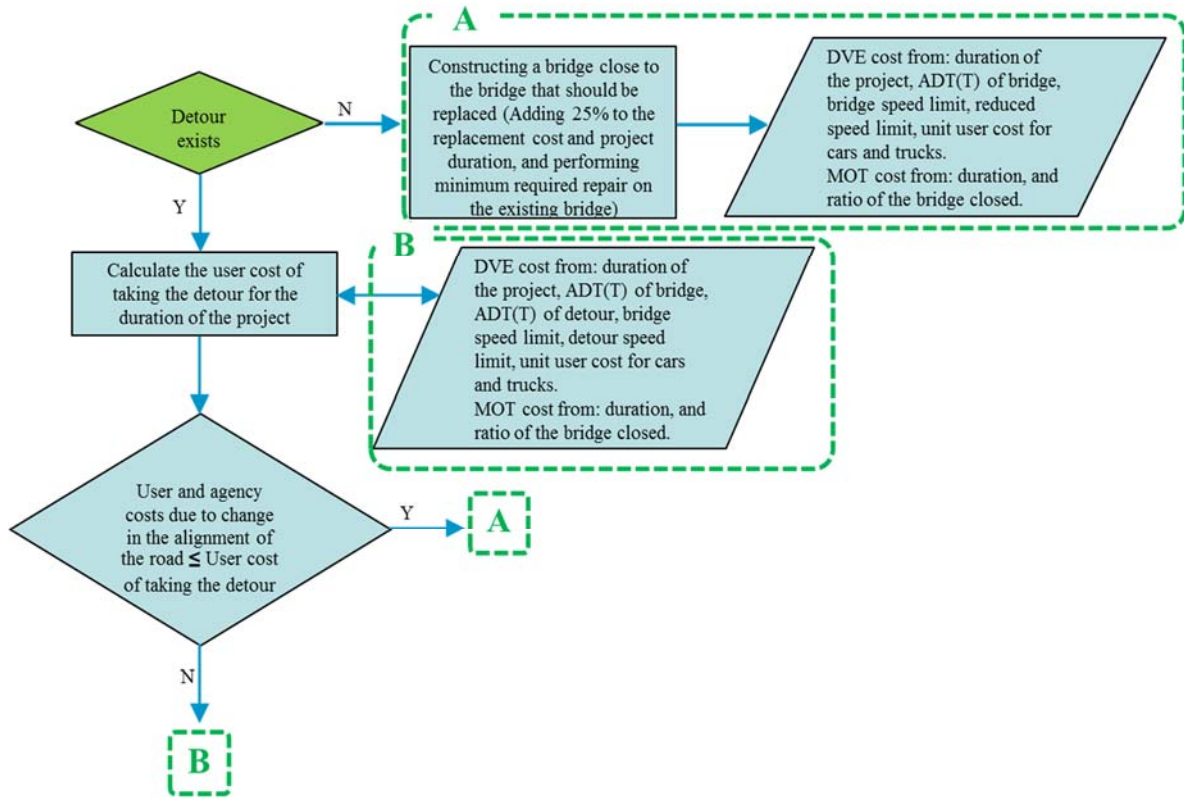 A
Detour
exists
N
Constructing a bridge close to
the bridge that should be
replaced (Adding 25% to the
replacement cost and project
duration, and performing
minimum required repair on
the existing bridge)
DVE cost from: duration of
the project, ADT(T) of bridge,
bridge speed limit, reduced
speed limit, unit user cost for
cars and trucks.
MOT cost from: duration, and
ratio of the bridge closed.
Y
Calculate the user cost of
taking the detour for the
duration of the project
B
DVE cost from: duration of
the project, ADT(T) of bridge,
ADT(T) of detour, bridge
speed limit, detour speed
limit, unit user cost for cars
and trucks.
MOT cost from: duration, and
ratio of the bridge closed.
User and agency
costs due to change
in the alignment of
the road ≤ User cost
of taking the detour
Y
A
N
B